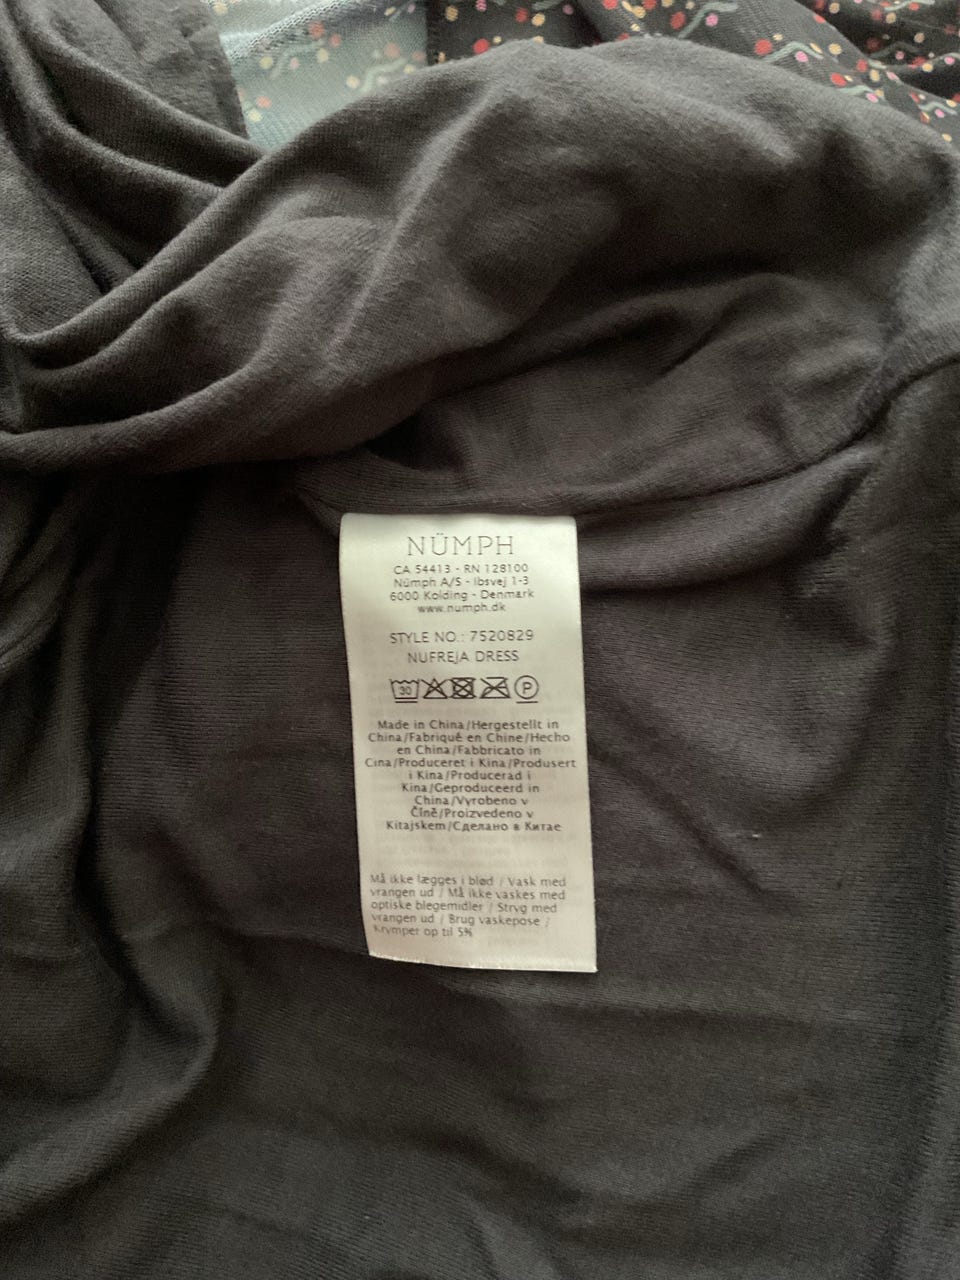 NÜMPH
CA 54413 - RN 128100
Nümph A/S - Ibsvej 1-3
6000 Kolding - Denmark
www.numph.dk
STYLE NO.: 7520829
NUFREJA DRESS
30 P
Made in China/Hergestellt in
China/Fabriqué en Chine/Hecho
en China/Fabbricato in
Cina/Produceret i Kina/Produsert
i Kina/Producerad i
Kina/Geproduceerd in
China/Vyrobeno v
Číně/Proizvedeno v
Kitajskem/Сделано в Китае
Må ikke lægges i blød / Vask med
vrangen ud / Må ikke vaskes med
optiske blegemidler / Stryg med
vrangen ud / Brug vaskepose /
Krymper op til 5%